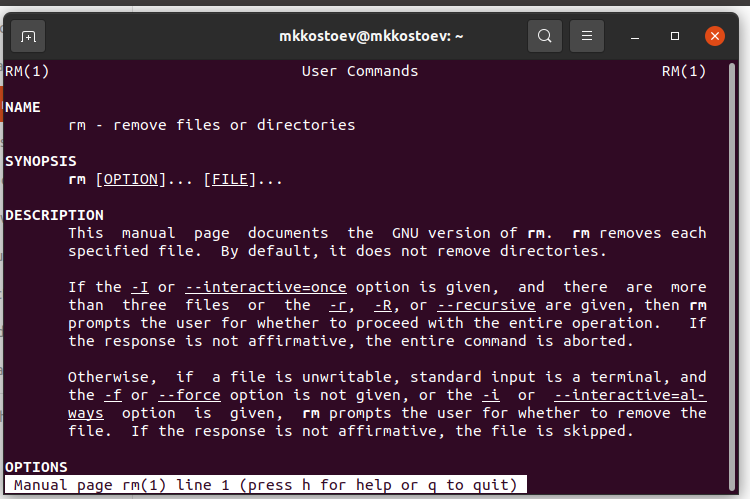 mkkostoev@mkkostoev: ~
RM(1) User Commands RM(1)
NAME
rm - remove files or directories
SYNOPSIS
rm [OPTION]... [FILE]...
DESCRIPTION
This manual page documents the GNU version of rm. rm removes each
specified file. By default, it does not remove directories.
If the -I or --interactive=once option is given, and there are more
than three files or the -r, -R, or --recursive are given, then rm
prompts the user for whether to proceed with the entire operation. If
the response is not affirmative, the entire command is aborted.
Otherwise, if a file is unwritable, standard input is a terminal, and
the -f or --force option is not given, or the -i or --interactive=al-
ways option is given, rm prompts the user for whether to remove the
file. If the response is not affirmative, the file is skipped.
OPTIONS
Manual page rm(1) line 1 (press h for help or q to quit)